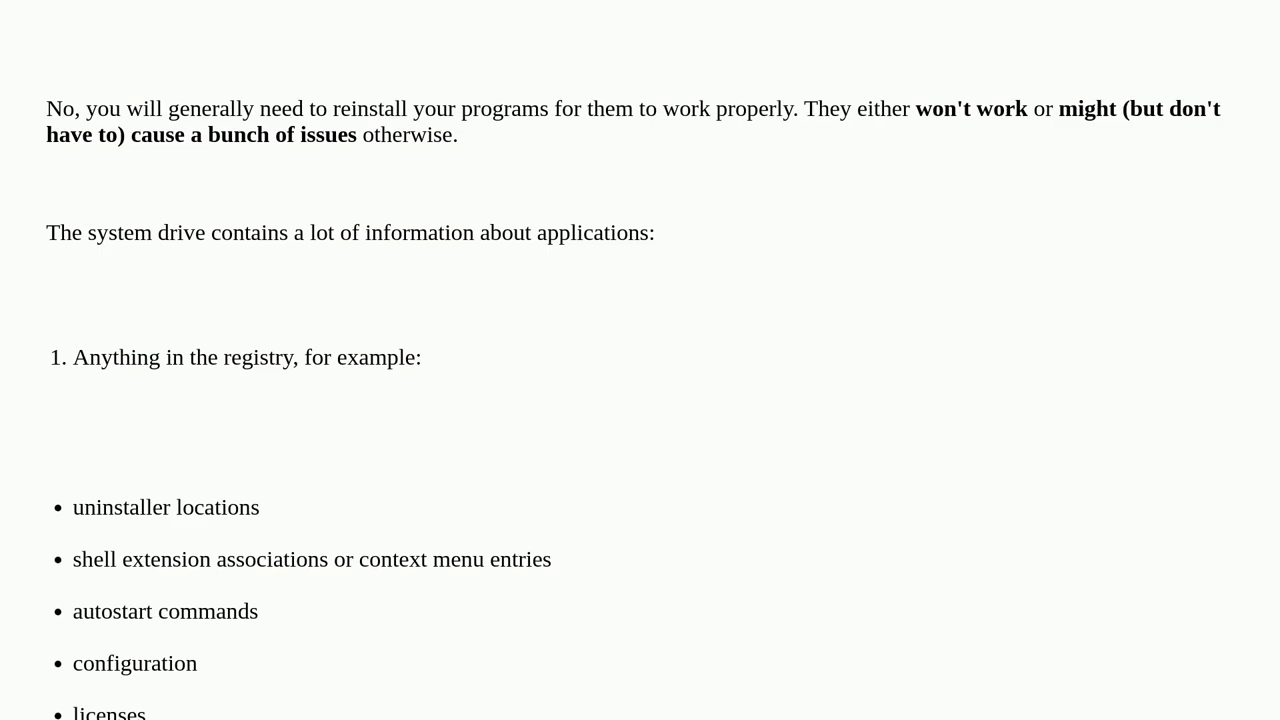 No, you will generally need to reinstall your programs for them to work properly. They either won't work or might (but don't
have to) cause a bunch of issues otherwise.
The system drive contains a lot of information about applications:
1. Anything in the registry, for example:
• uninstaller locations
• shell extension associations or context menu entries
• autostart commands
• configuration
• licenses